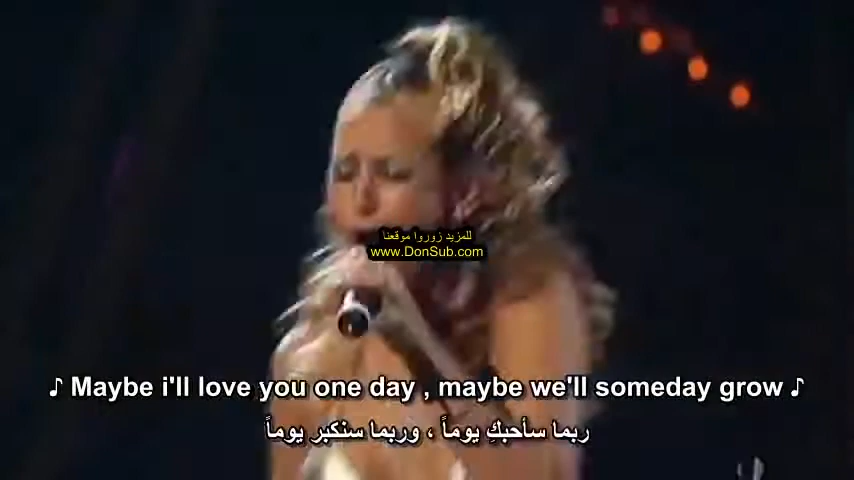 للمزيد زوروا موقعنا
www.DonSub.com
♪ Maybe i'll love you one day , maybe we'll someday grow ♪
ربما سأحبكِ يوماً ، وربما سنكبر يوماً